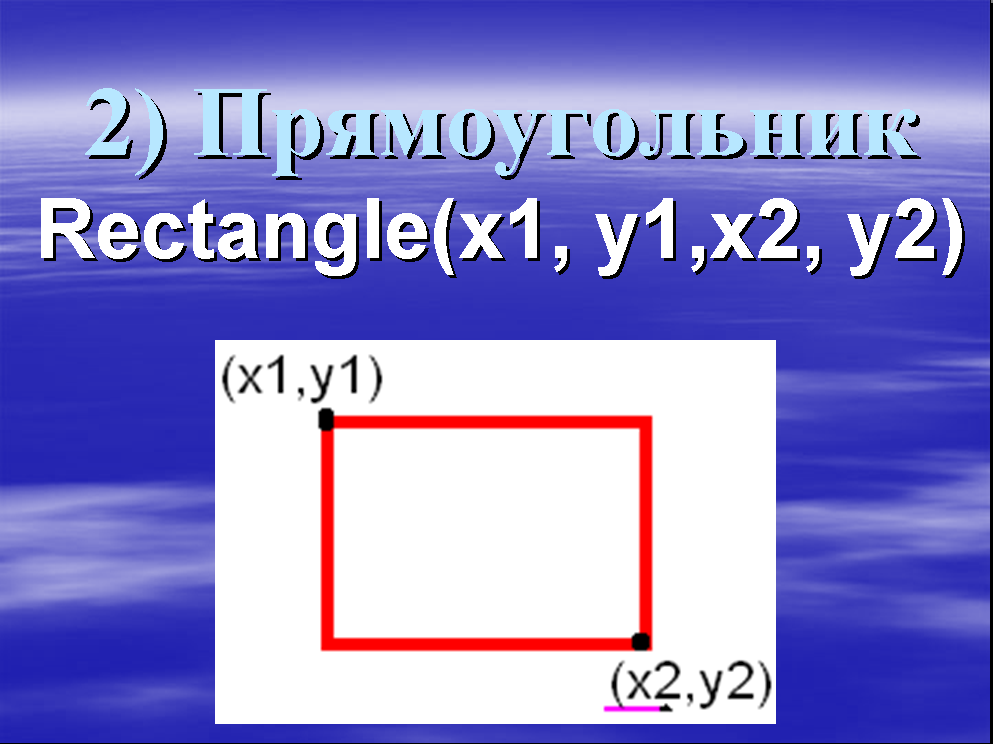 2) Прямоугольник
Rectangle(x1, y1,x2, y2)
(x1,y1)
(x2,y2)